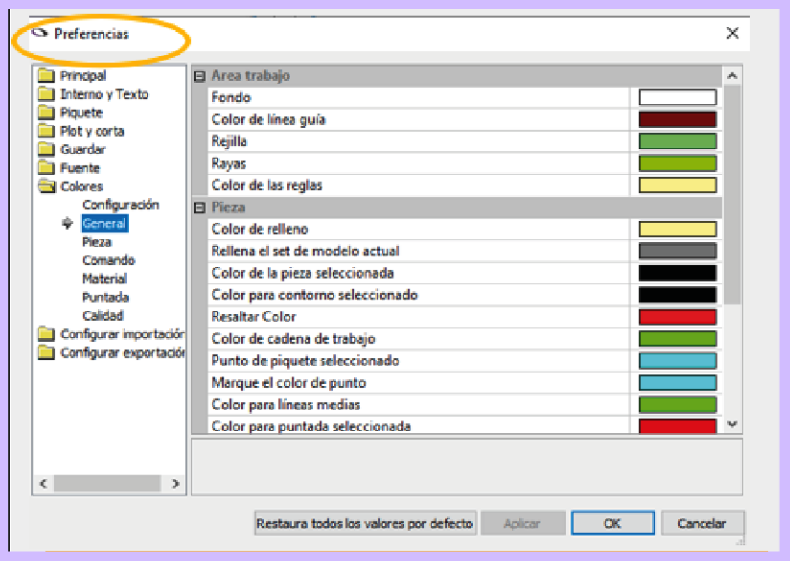 Preferencias
Principal
Interno y Texto
Piquete
Plot y corta
Guardar
Fuente
Colores
Configuración
General
Pieza
Comando
Material
Puntada
Calidad
Configurar importación
Configurar exportación
Area trabajo
Fondo
Color de línea guía
Rejilla
Rayas
Color de las reglas
Pieza
Color de relleno
Rellena el set de modelo actual
Color de la pieza seleccionada
Color para contorno seleccionado
Resaltar Color
Color de cadena de trabajo
Punto de piquete seleccionado
Marque el color de punto
Color para líneas medias
Color para puntada seleccionada
Restaura todos los valores por defecto
Aplicar
OK
Cancelar